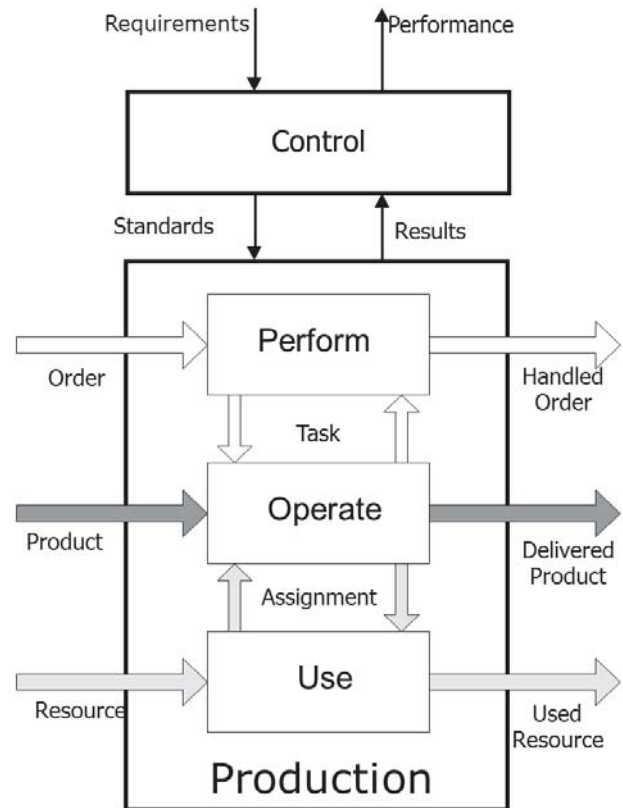 Requirements
Performance
Control
Standards
Results
Perform
Order
Handled
Order
Task
Operate
Product
Delivered
Product
Assignment
Use
Resource
Used
Resource
Production